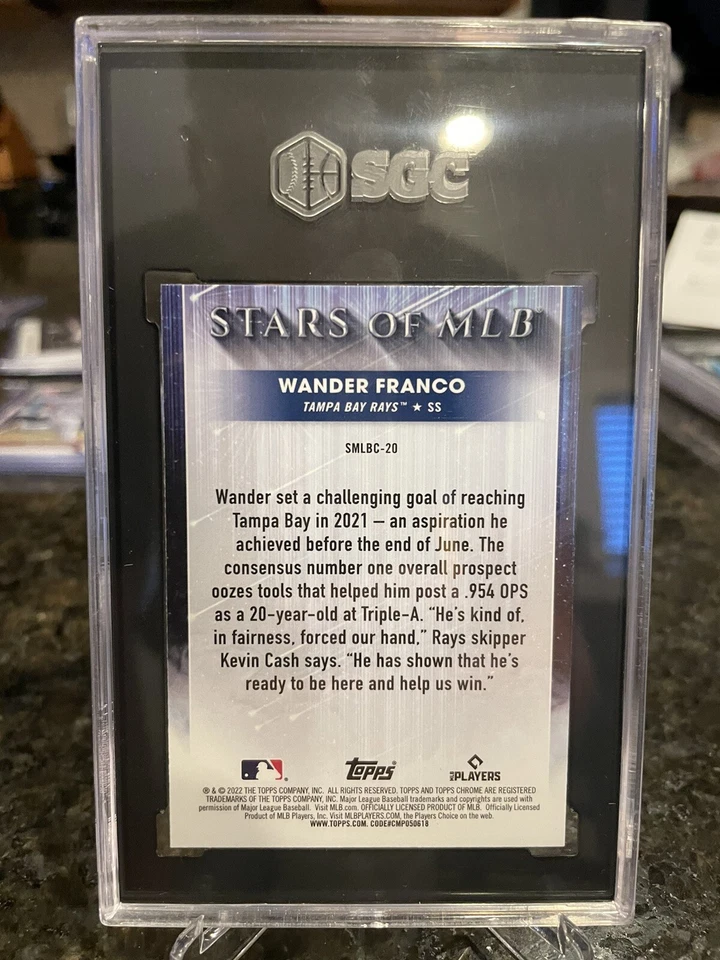 SGC
STARS OF MLB®
WANDER FRANCO
TAMPA BAY RAYS™ ★ SS
SMLBC-20
Wander set a challenging goal of reaching
Tampa Bay in 2021 – an aspiration he
achieved before the end of June. The
consensus number one overall prospect
oozes tools that helped him post a .954 OPS
as a 20-year-old at Triple-A. “He’s kind of,
in fairness, forced our hand,” Rays skipper
Kevin Cash says. “He has shown that he’s
ready to be here and help us win.”
topps®
MLB PLAYERS
® & © 2022 THE TOPPS COMPANY, INC. ALL RIGHTS RESERVED. TOPPS AND TOPPS CHROME ARE REGISTERED
TRADEMARKS OF THE TOPPS COMPANY, INC. Major League Baseball trademarks and copyrights are used with
permission of Major League Baseball. Visit MLB.com. OFFICIALLY LICENSED PRODUCT OF MLB. Officially Licensed
Product of MLB Players, Inc. Visit MLBPLAYERS.COM, the Players Choice on the web.
WWW.TOPPS.COM. CODE#CMP050618